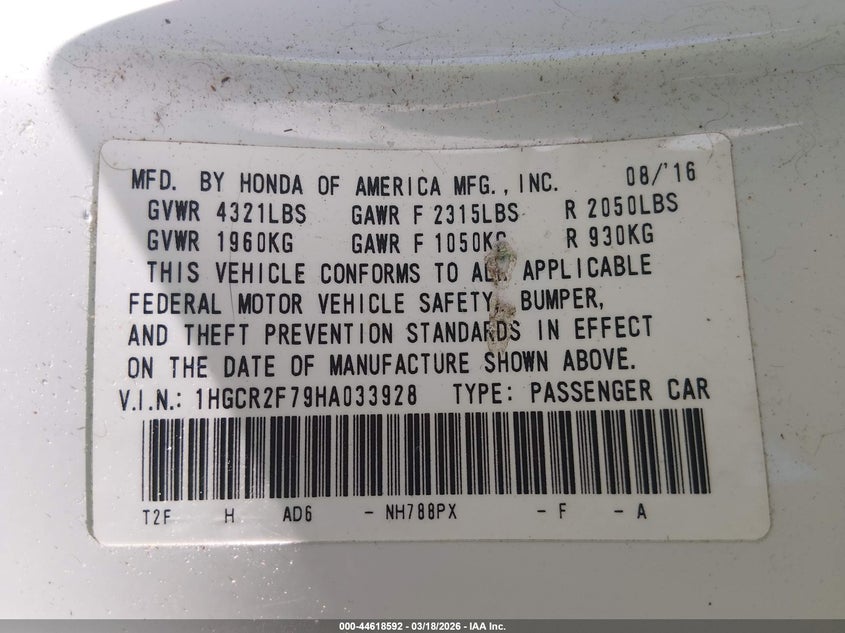 MFD. BY HONDA OF AMERICA MFG., INC. 08/'16
GVWR 4321LBS GAWR F 2315LBS R 2050LBS
GVWR 1960KG GAWR F 1050KG R 930KG
THIS VEHICLE CONFORMS TO ALL APPLICABLE
FEDERAL MOTOR VEHICLE SAFETY, BUMPER,
AND THEFT PREVENTION STANDARDS IN EFFECT
ON THE DATE OF MANUFACTURE SHOWN ABOVE.
V.I.N.: 1HGCR2F79HA033928 TYPE: PASSENGER CAR
T2F H AD6 - NH788PX - F - A
000-44618592 - 03/18/2026 - IAA Inc.